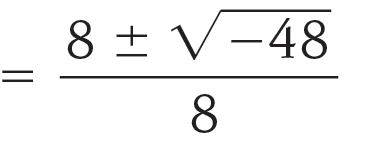 = (8 ± √−48) / 8